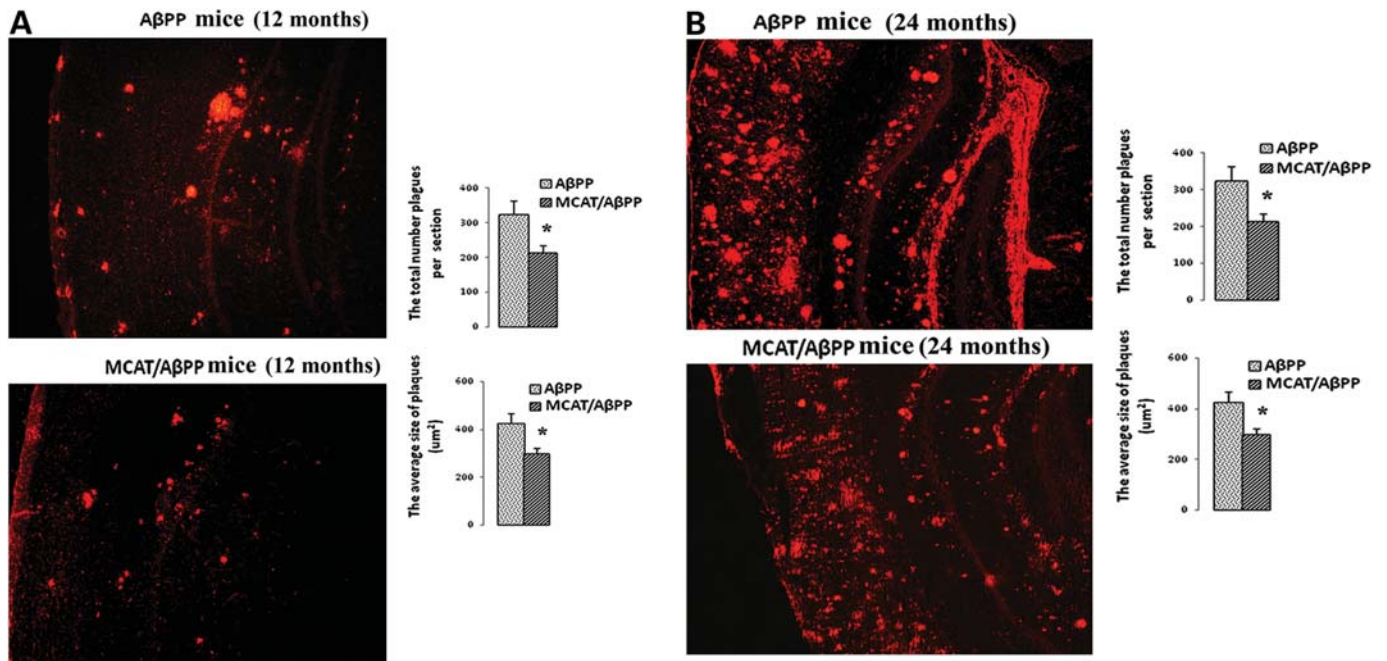 A
AβPP mice (12 months)
The total number plagues
per section
400
300
200
100
0
AβPP
MCAT/AβPP
*
MCAT/AβPP mice (12 months)
The average size of plaques
(um²)
600
400
200
0
AβPP
MCAT/AβPP
*
B
AβPP mice (24 months)
The total number plagues
per section
400
300
200
100
0
AβPP
MCAT/AβPP
*
MCAT/AβPP mice (24 months)
The average size of plaques
(um²)
600
400
200
0
AβPP
MCAT/AβPP
*